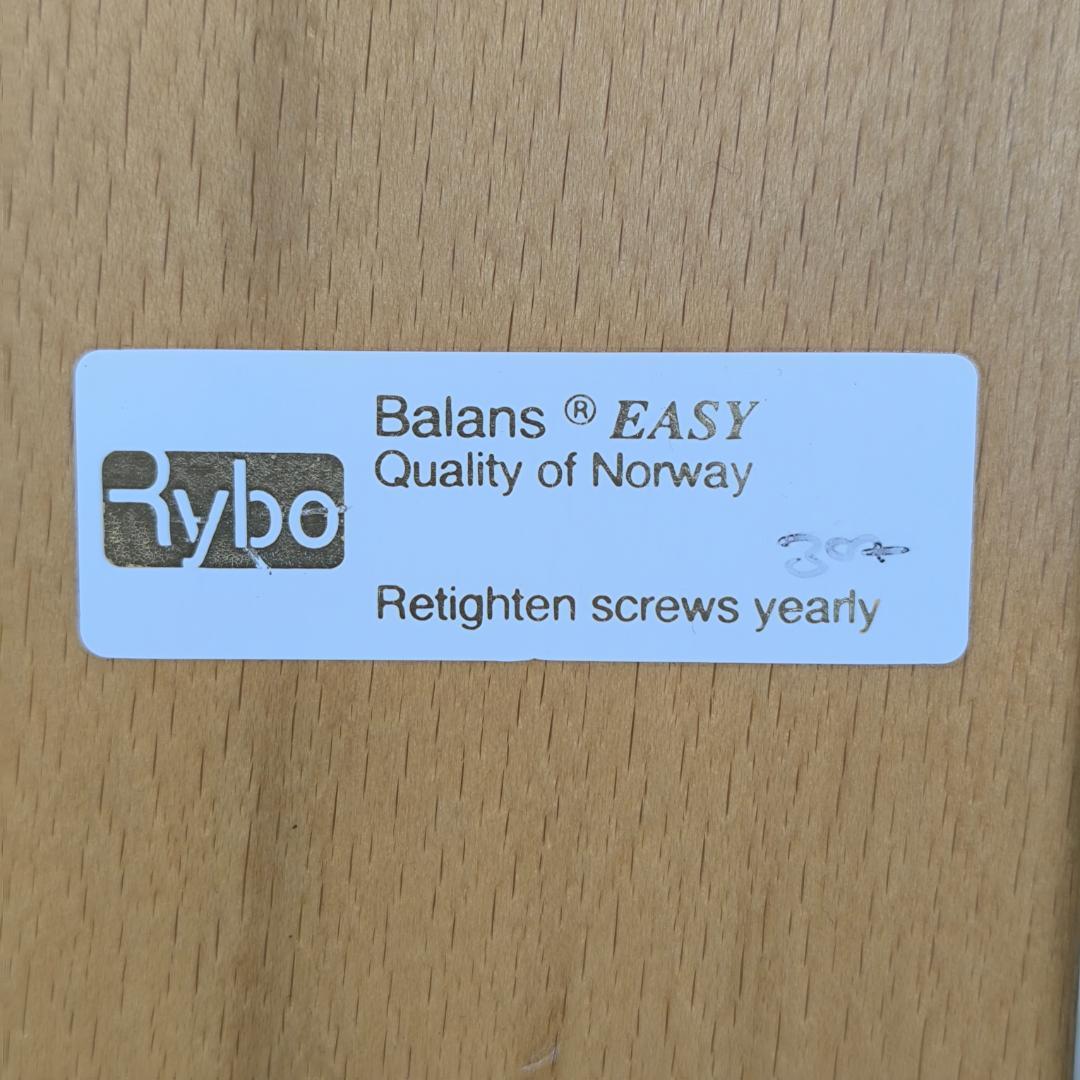 Balans ® EASY
Quality of Norway
Rybo
Retighten screws yearly